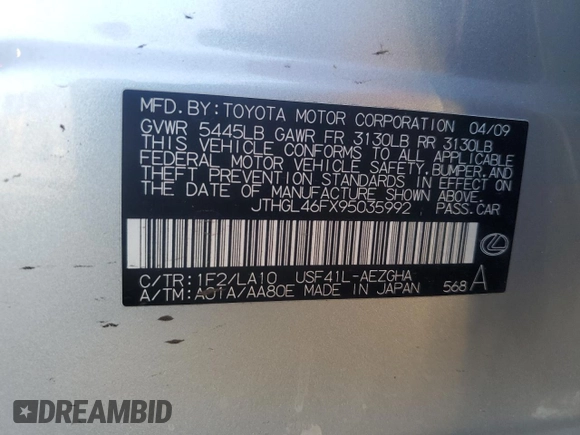 MFD. BY: TOYOTA MOTOR CORPORATION 04/09
GVWR 5445LB GAWR FR 3130LB RR 3130LB
THIS VEHICLE CONFORMS TO ALL APPLICABLE
FEDERAL MOTOR VEHICLE SAFETY, BUMPER, AND
THEFT PREVENTION STANDARDS IN EFFECT ON
THE DATE OF MANUFACTURE SHOWN ABOVE.
JTHGL46FX95035992 PASS. CAR
C/TR: 1F2/LA10 USF41L-AEZGHA A
A/TM: A01A/AA80E MADE IN JAPAN 568
DREAMBID